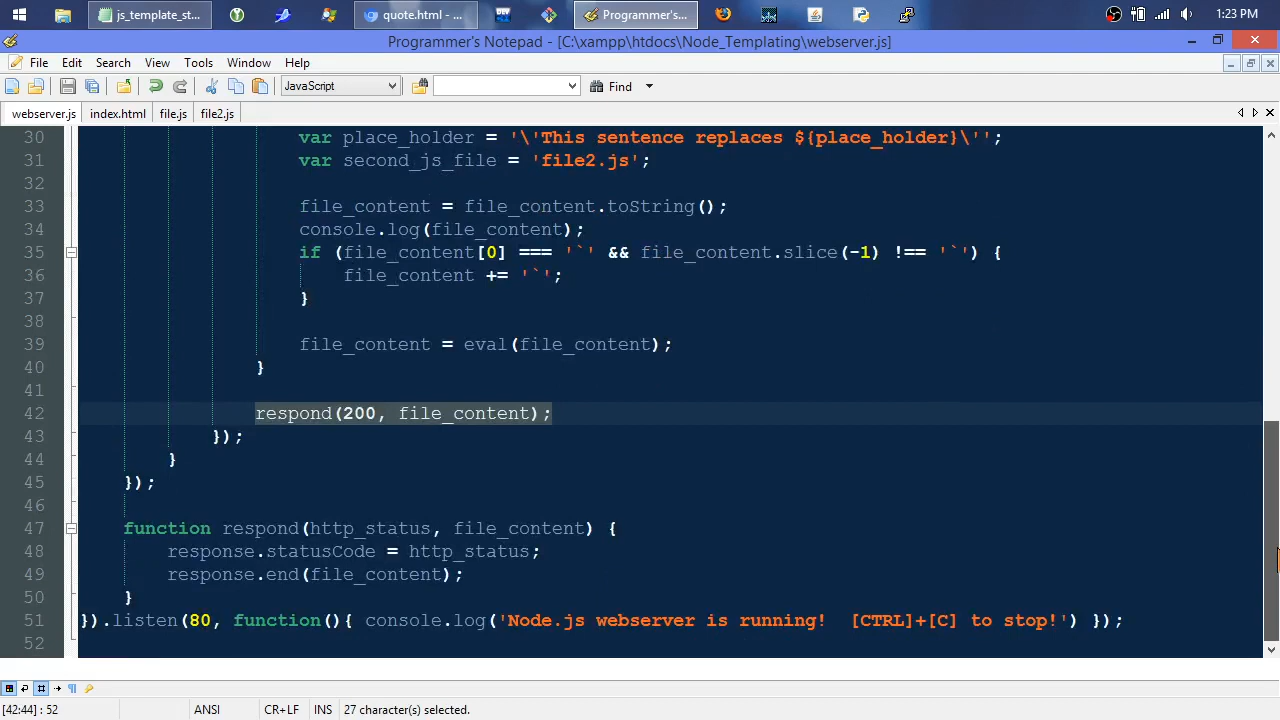 js_template_st...
quote.html - ...
Programmer's...
1:23 PM
Programmer's Notepad - [C:\xampp\htdocs\Node_Templating\webserver.js]
File Edit Search View Tools Window Help
JavaScript Find
webserver.js index.html file.js file2.js
30 var place_holder = '\'This sentence replaces ${place_holder}\'';
31 var second_js_file = 'file2.js';
32
33 file_content = file_content.toString();
34 console.log(file_content);
35 if (file_content[0] === '`' && file_content.slice(-1) !== '`') {
36 file_content += '`';
37 }
38
39 file_content = eval(file_content);
40 }
41
42 respond(200, file_content);
43 });
44 }
45 });
46
47 function respond(http_status, file_content) {
48 response.statusCode = http_status;
49 response.end(file_content);
50 }
51 }).listen(80, function(){ console.log('Node.js webserver is running!  [CTRL]+[C] to stop!') });
52
[42:44] : 52 ANSI CR+LF INS 27 character(s) selected.